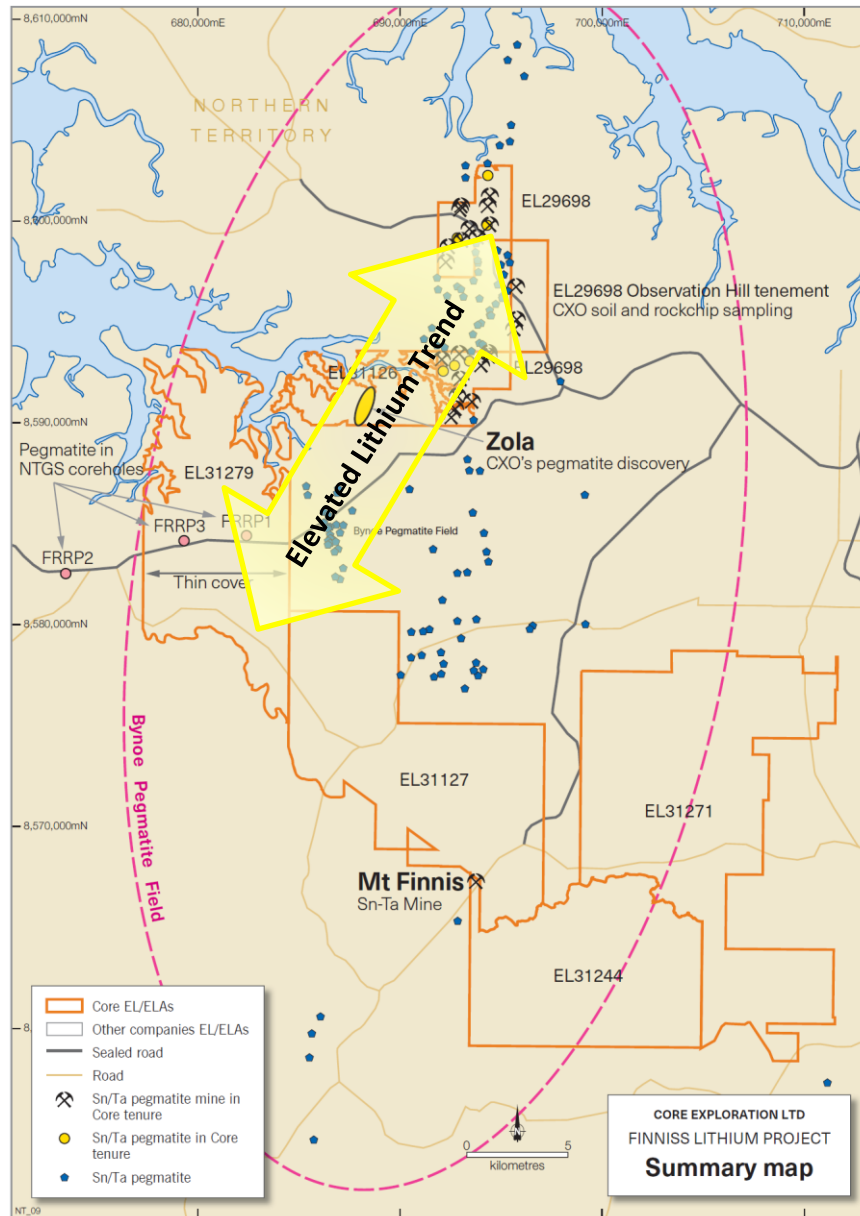 8,610,000mN
680,000mE
690,000mE
700,000mE
710,000mE
NORTHERN
TERRITORY
EL29698
8,300,000mN
EL29698 Observation Hill tenement
CXO soil and rockchip sampling
EL31126
EL29698
Elevated Lithium Trend
8,590,000mN
Zola
CXO's pegmatite discovery
Pegmatite in
NTGS coreholes
EL31279
FRRP3
FRRP1
FRRP2
Bynoe Pegmatite Field
Thin cover
8,580,000mN
Bynoe Pegmatite Field
EL31127
EL31271
8,570,000mN
Mt Finnis
Sn-Ta Mine
EL31244
8,
Core EL/ELAs
Other companies EL/ELAs
Sealed road
Road
Sn/Ta pegmatite mine in
Core tenure
Sn/Ta pegmatite in Core
tenure
Sn/Ta pegmatite
0
5
kilometres
CORE EXPLORATION LTD
FINNISS LITHIUM PROJECT
Summary map
NT_09